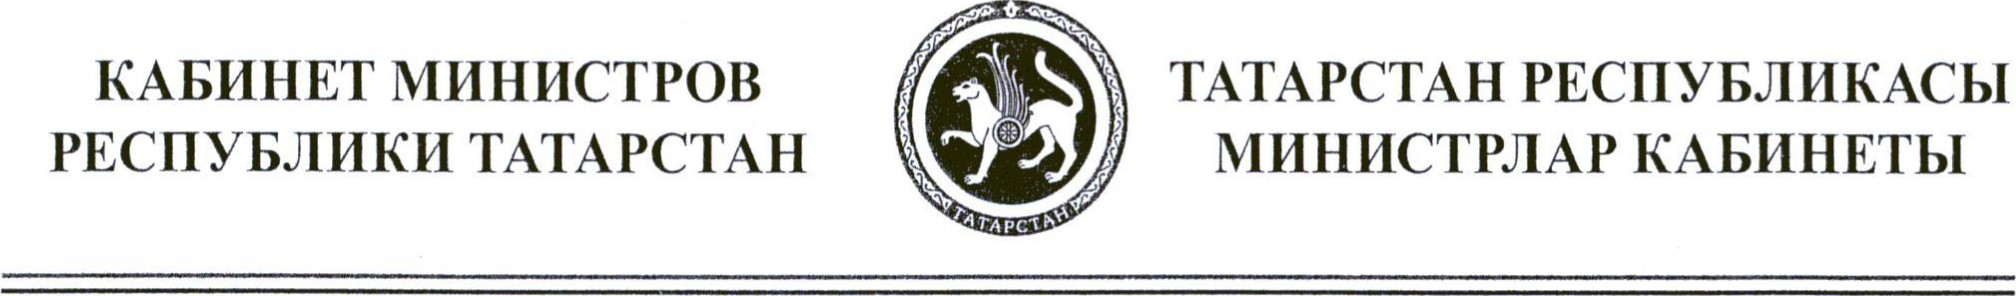 КАБИНЕТ МИНИСТРОВ
РЕСПУБЛИКИ ТАТАРСТАН
ТАТАРСТАН
ТАТАРСТАН РЕСПУБЛИКАСЫ
МИНИСТРЛАР КАБИНЕТЫ